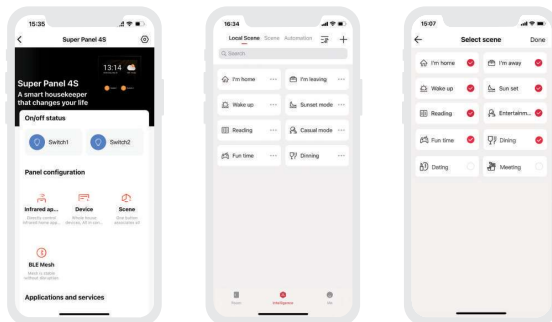 15:35
Super Panel 4S
13:14
Super Panel 4S
A smart housekeeper
that changes your life
On/off status
Switch1
Switch2
Panel configuration
Infrared ap...
Device
Scene
BLE Mesh
Applications and services
16:34
Local Scene
Scene
Automation
Search
I'm home
I'm leaving
Wake up
Sunset mode
Reading
Casual mode
Fun time
Dinning
Intelligence
Me
15:07
Select scene
Done
I'm home
I'm away
Wake up
Sun set
Reading
Entertainm...
Fun time
Dining
Dating
Meeting